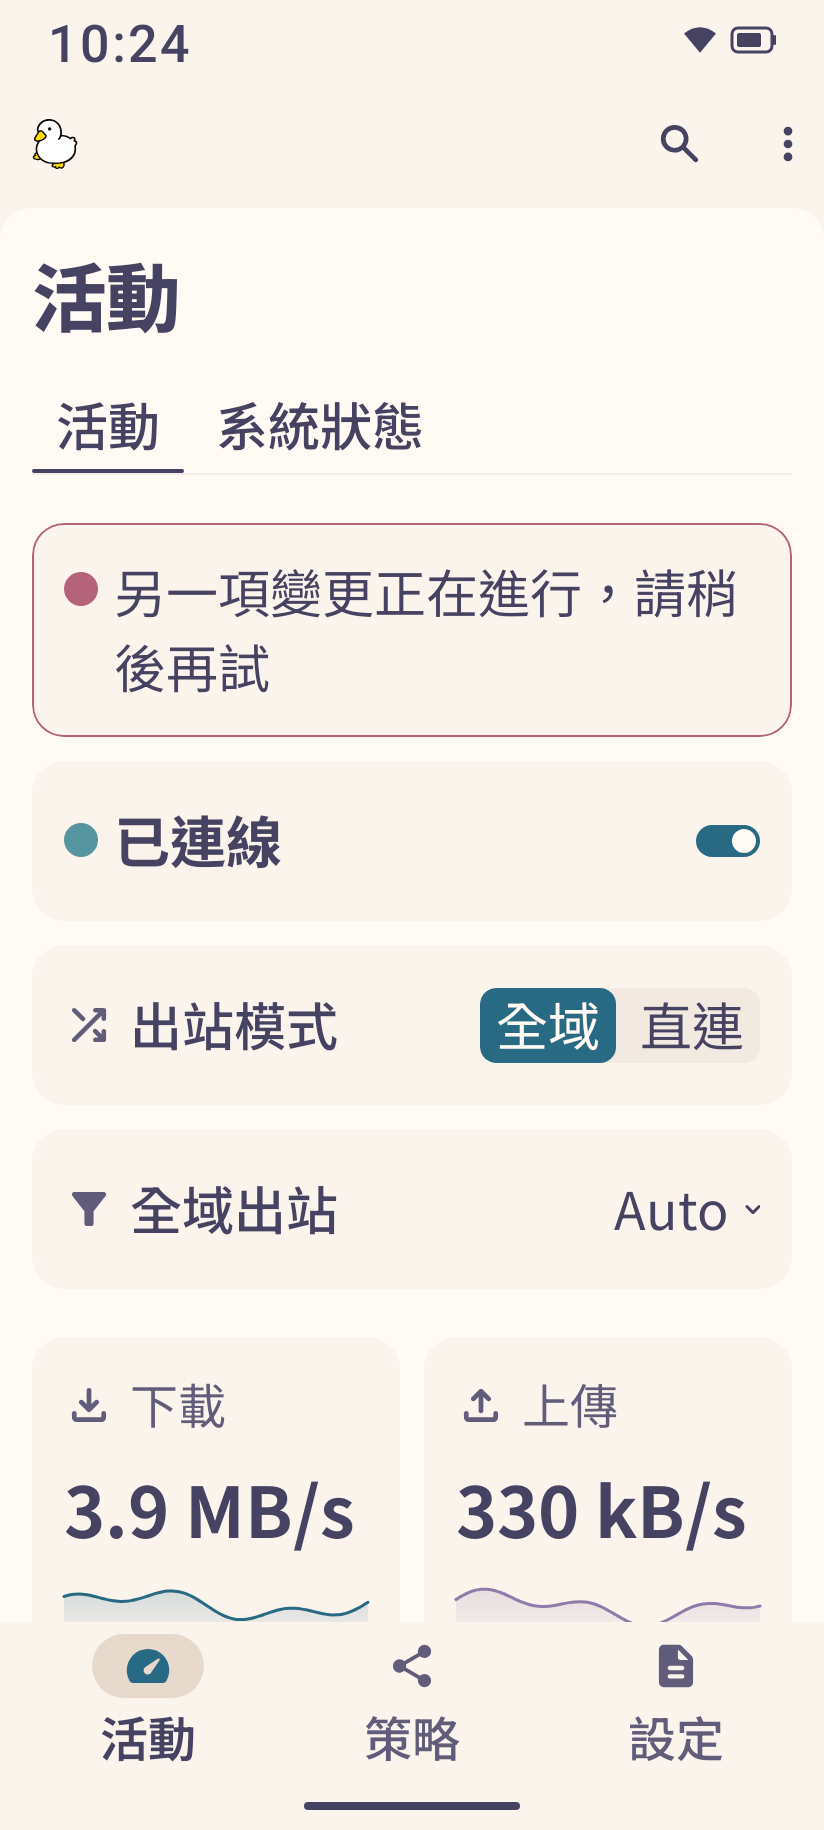 10:24
活動
活動 系統狀態
另一項變更正在進行，請稍
後再試
已連線
出站模式 全域 直連
全域出站 Auto
下載 上傳
3.9 MB/s 330 kB/s
活動 策略 設定